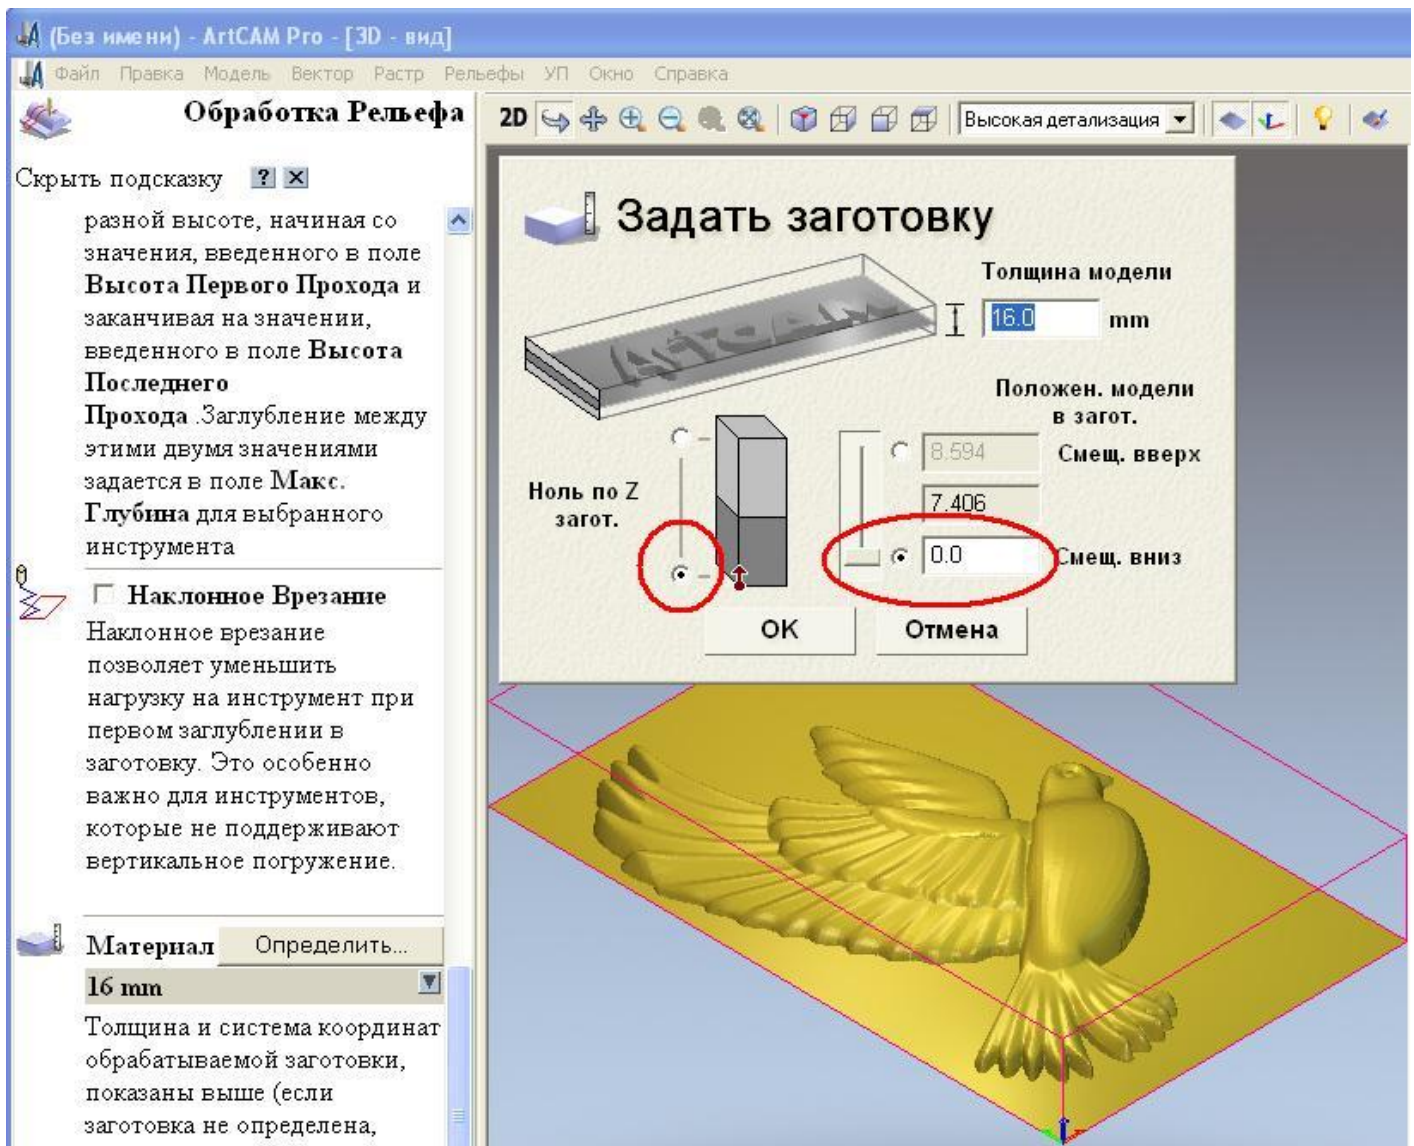 (Без имени) - ArtCAM Pro - [3D - вид]
Файл Правка Модель Вектор Растр Рельефы УП Окно Справка
Обработка Рельефа
2D
Высокая детализация
Скрыть подсказку ? X
разной высоте, начиная со
значения, введенного в поле
Высота Первого Прохода и
заканчивая на значении,
введенного в поле Высота
Последнего
Прохода .Заглубление между
этими двумя значениями
задается в поле Макс.
Глубина для выбранного
инструмента
Наклонное Врезание
Наклонное врезание
позволяет уменьшить
нагрузку на инструмент при
первом заглублении в
заготовку. Это особенно
важно для инструментов,
которые не поддерживают
вертикальное погружение.
Материал Определить...
16 mm
Толщина и система координат
обрабатываемой заготовки,
показаны выше (если
заготовка не определена,
Задать заготовку
Толщина модели
16.0 mm
ArtCAM
Положен. модели
в загот.
8.594 Смещ. вверх
Ноль по Z
загот.
7.406
0.0 Смещ. вниз
OK Отмена